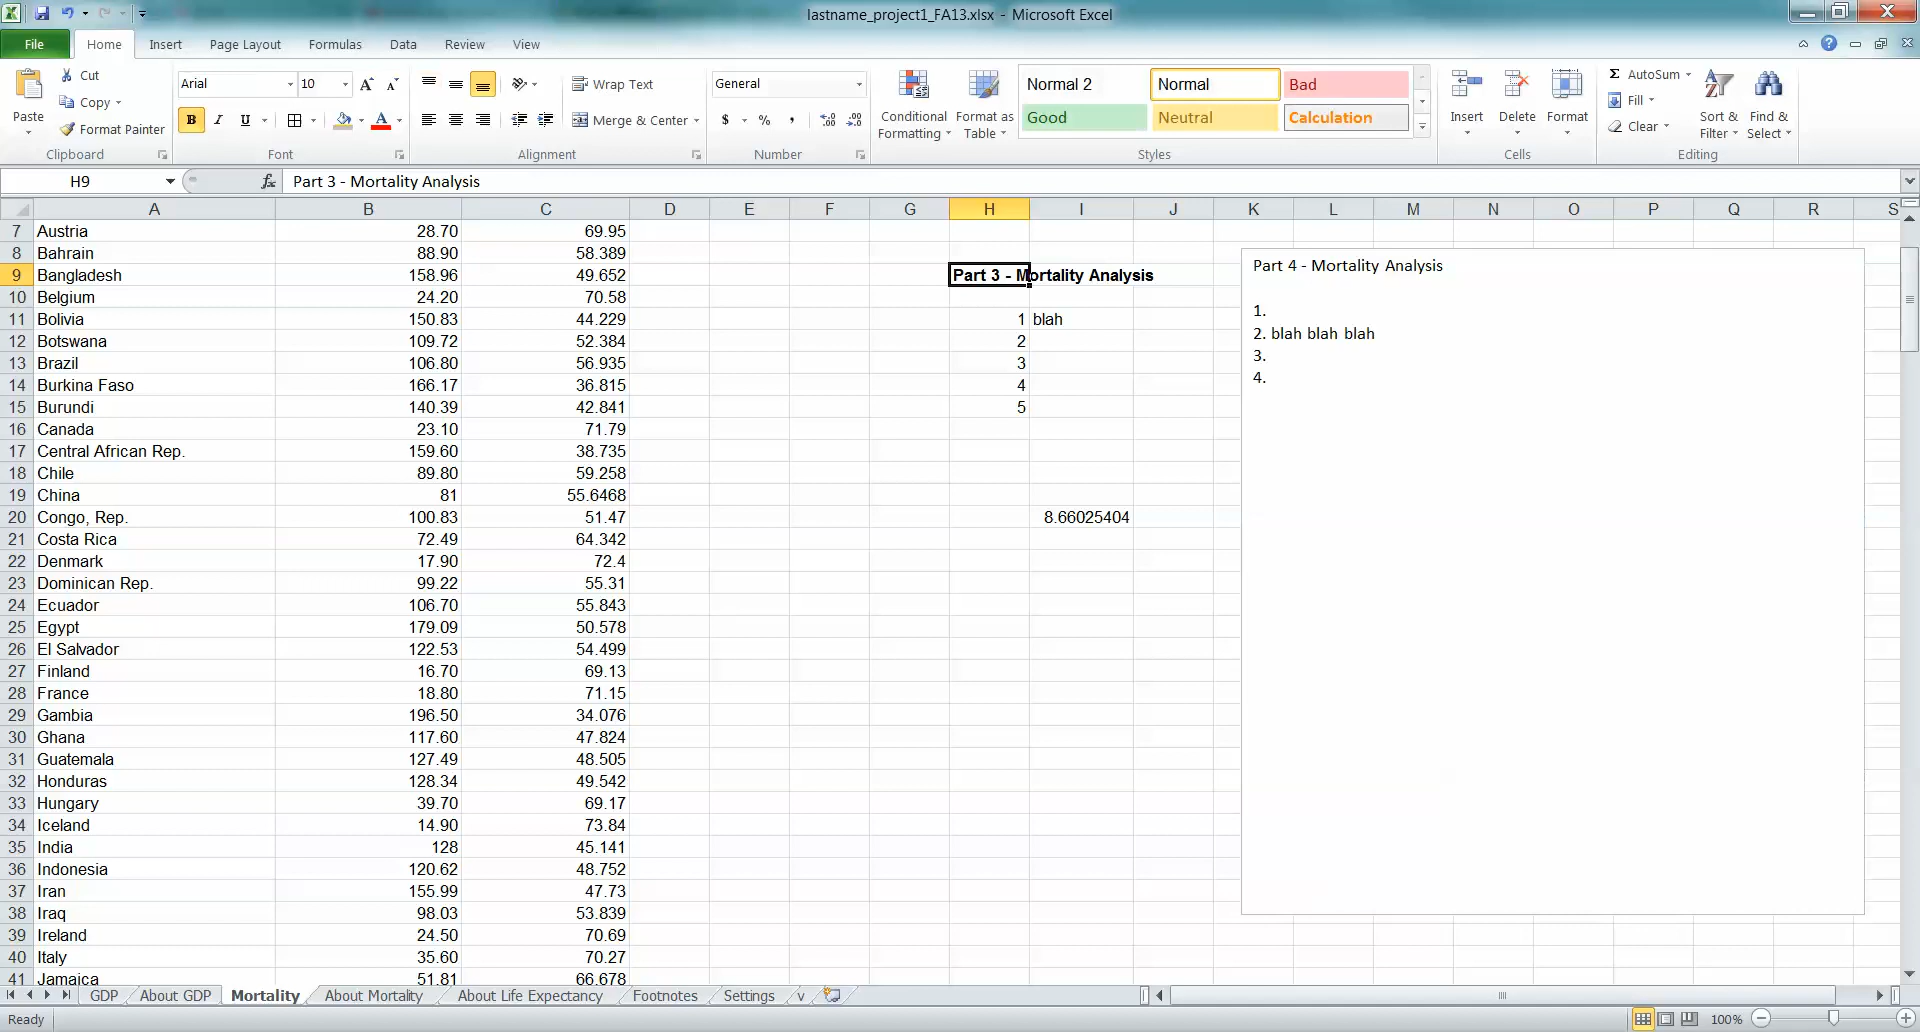 lastname_project1_FA13.xlsx - Microsoft Excel
File Home Insert Page Layout Formulas Data Review View
Paste
Cut
Copy
Format Painter
Clipboard
Arial 10
B I U
Font
Wrap Text
Merge & Center
Alignment
General
$ % ,
Number
Conditional Formatting
Format as Table
Normal 2 Normal Bad
Good Neutral Calculation
Styles
Insert Delete Format
Cells
Σ AutoSum
Fill
Clear
Sort & Filter
Find & Select
Editing
H9 fx Part 3 - Mortality Analysis
A B C D E F G H I J K L M N O P Q R S
7 Austria 28.70 69.95
8 Bahrain 88.90 58.389
9 Bangladesh 158.96 49.652 Part 3 - Mortality Analysis
10 Belgium 24.20 70.58
11 Bolivia 150.83 44.229 1 blah
12 Botswana 109.72 52.384 2
13 Brazil 106.80 56.935 3
14 Burkina Faso 166.17 36.815 4
15 Burundi 140.39 42.841 5
16 Canada 23.10 71.79
17 Central African Rep. 159.60 38.735
18 Chile 89.80 59.258
19 China 81 55.6468
20 Congo, Rep. 100.83 51.47 8.66025404
21 Costa Rica 72.49 64.342
22 Denmark 17.90 72.4
23 Dominican Rep. 99.22 55.31
24 Ecuador 106.70 55.843
25 Egypt 179.09 50.578
26 El Salvador 122.53 54.499
27 Finland 16.70 69.13
28 France 18.80 71.15
29 Gambia 196.50 34.076
30 Ghana 117.60 47.824
31 Guatemala 127.49 48.505
32 Honduras 128.34 49.542
33 Hungary 39.70 69.17
34 Iceland 14.90 73.84
35 India 128 45.141
36 Indonesia 120.62 48.752
37 Iran 155.99 47.73
38 Iraq 98.03 53.839
39 Ireland 24.50 70.69
40 Italy 35.60 70.27
41 Jamaica 51.81 66.678
Part 4 - Mortality Analysis
1.
2. blah blah blah
3.
4.
GDP About GDP Mortality About Mortality About Life Expectancy Footnotes Settings v
Ready 100%